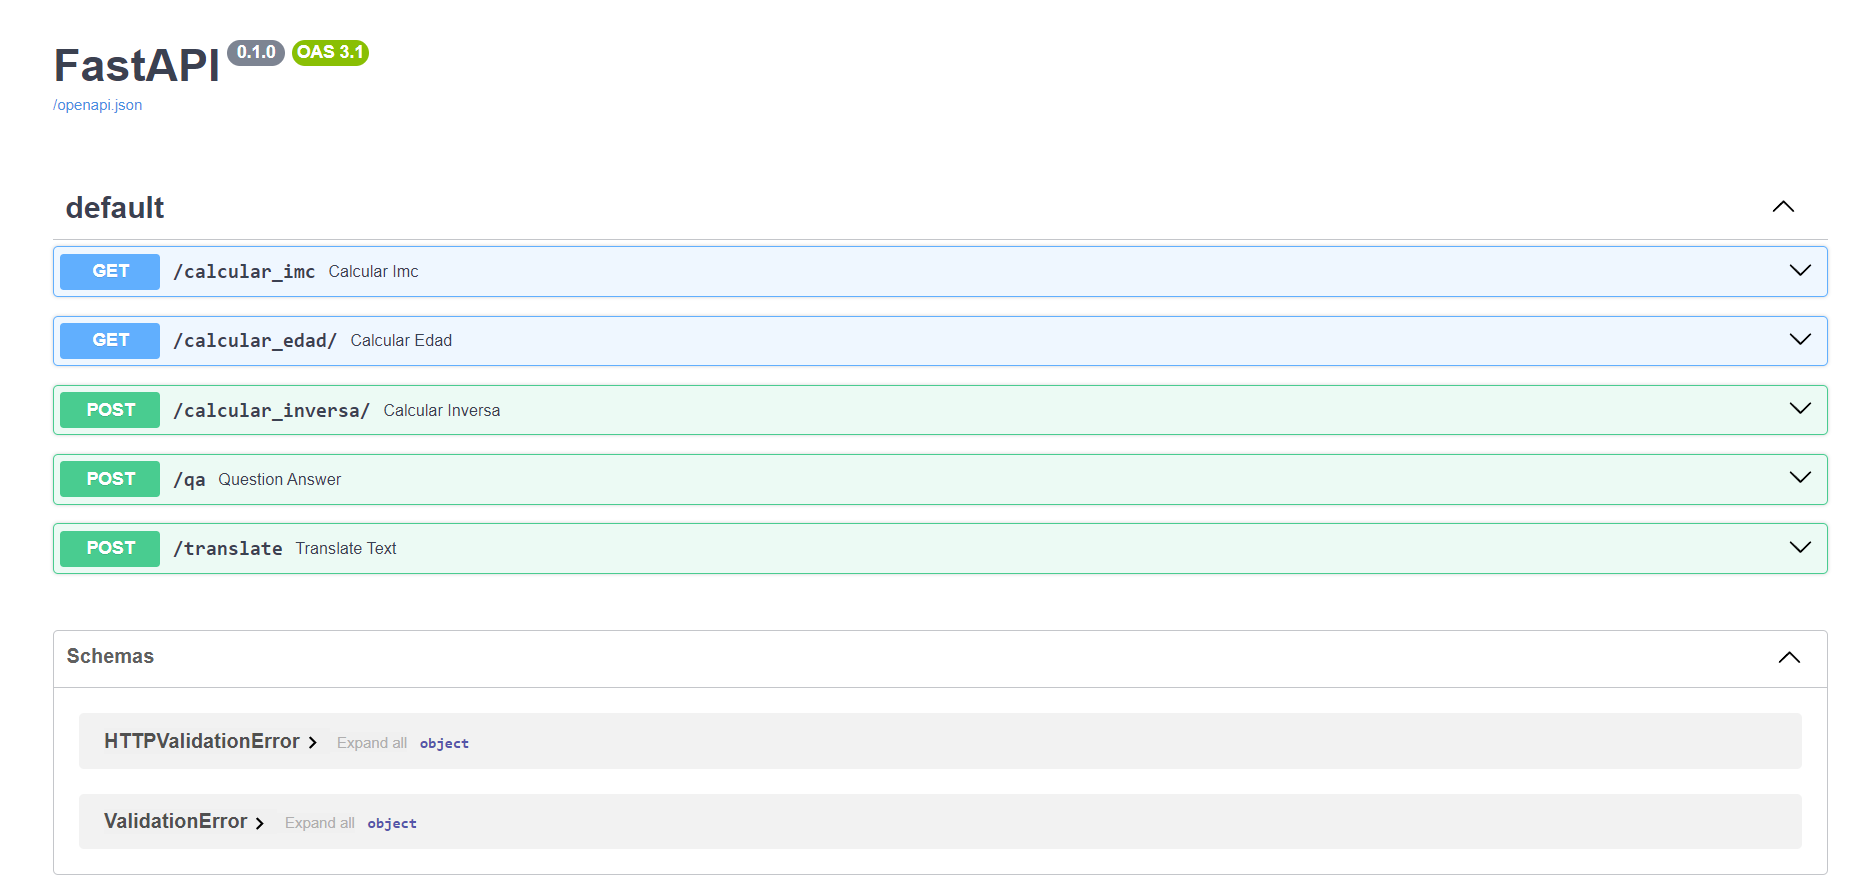 FastAPI 0.1.0 OAS 3.1
/openapi.json
default
GET /calcular_imc Calcular Imc
GET /calcular_edad/ Calcular Edad
POST /calcular_inversa/ Calcular Inversa
POST /qa Question Answer
POST /translate Translate Text
Schemas
HTTPValidationError Expand all object
ValidationError Expand all object